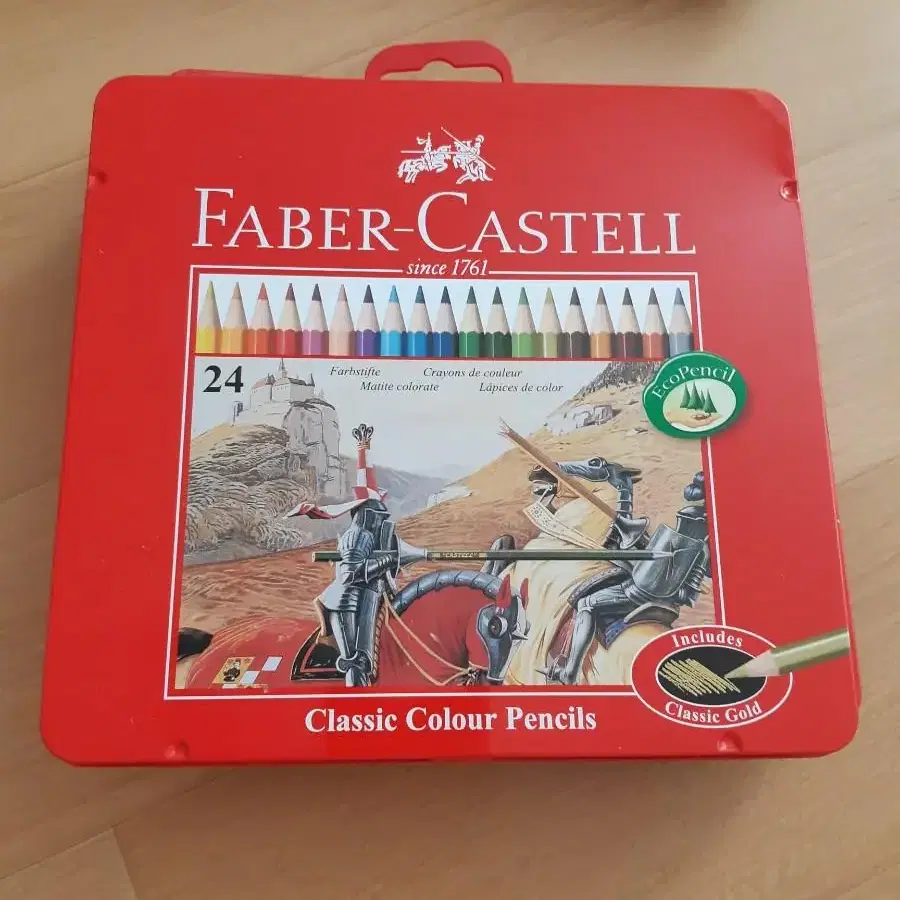 FABER-CASTELL
since 1761
24
Farbstifte Crayons de couleur
Matite colorate Lápices de color
EcoPencil
"CASTELL"
Includes
Classic Gold
Classic Colour Pencils